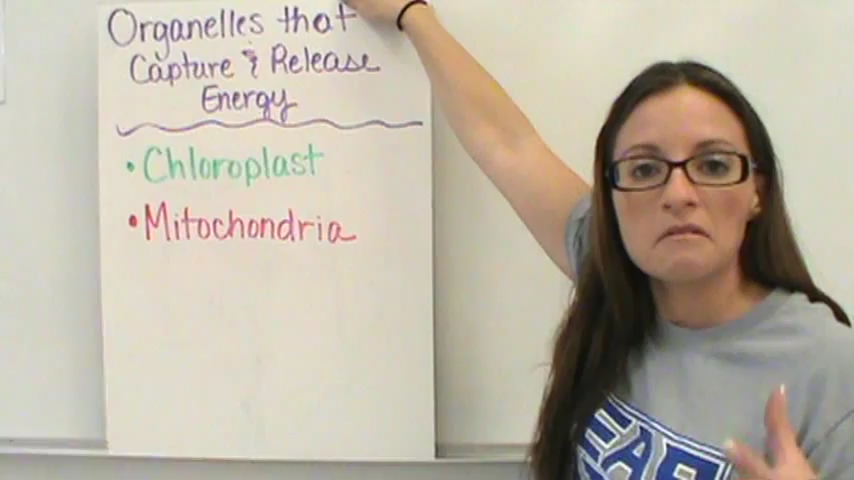 Organelles that
Capture & Release
Energy
• Chloroplast
• Mitochondria